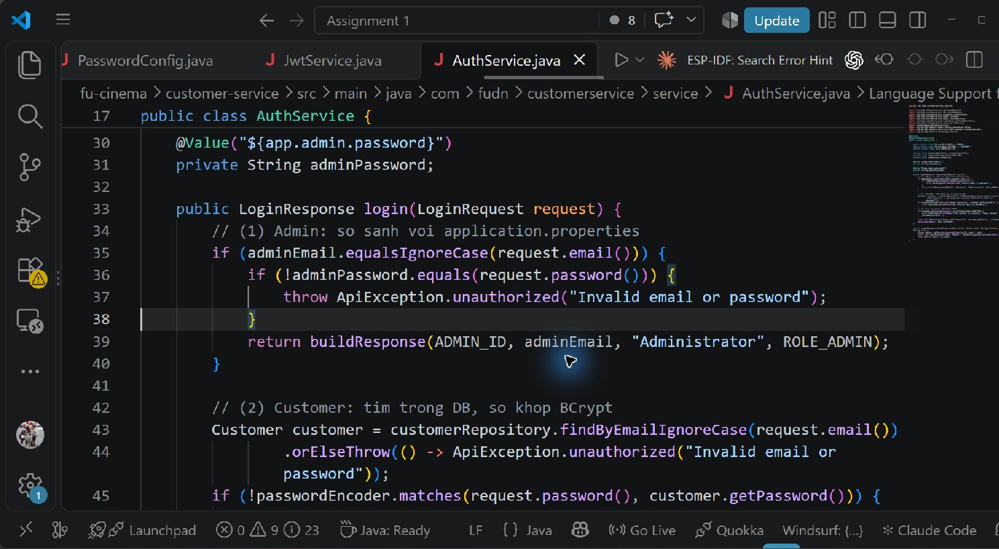 Assignment 1
8
Update
PasswordConfig.java
JwtService.java
AuthService.java
ESP-IDF: Search Error Hint
fu-cinema > customer-service > src > main > java > com > fudn > customerservice > service > AuthService.java > Language Support f
17 public class AuthService {
30 @Value("${app.admin.password}")
31 private String adminPassword;
32
33 public LoginResponse login(LoginRequest request) {
34 // (1) Admin: so sanh voi application.properties
35 if (adminEmail.equalsIgnoreCase(request.email())) {
36 if (!adminPassword.equals(request.password())) {
37 throw ApiException.unauthorized("Invalid email or password");
38 }
39 return buildResponse(ADMIN_ID, adminEmail, "Administrator", ROLE_ADMIN);
40 }
41
42 // (2) Customer: tim trong DB, so khop BCrypt
43 Customer customer = customerRepository.findByEmailIgnoreCase(request.email())
44 .orElseThrow(() -> ApiException.unauthorized("Invalid email or
password"));
45 if (!passwordEncoder.matches(request.password(), customer.getPassword())) {
1
Launchpad
0 9 23
Java: Ready
LF
{ } Java
Go Live
Quokka
Windsurf: {...}
Claude Code